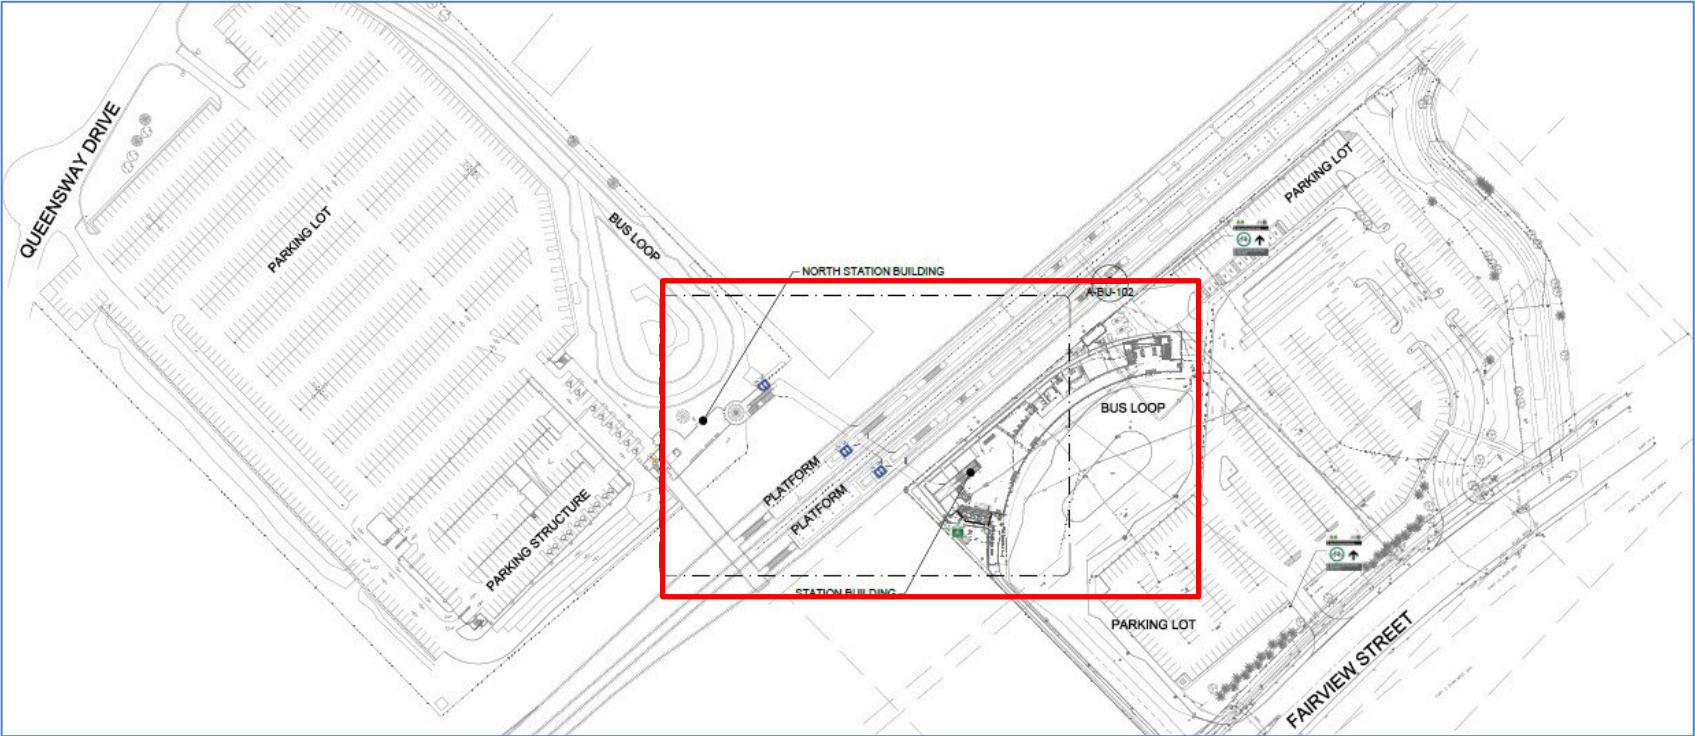 QUEENSWAY DRIVE
PARKING LOT
BUS LOOP
PARKING LOT
NORTH STATION BUILDING
A-BU-102
BUS LOOP
PLATFORM
PLATFORM
PARKING STRUCTURE
STATION BUILDING
PARKING LOT
FAIRVIEW STREET